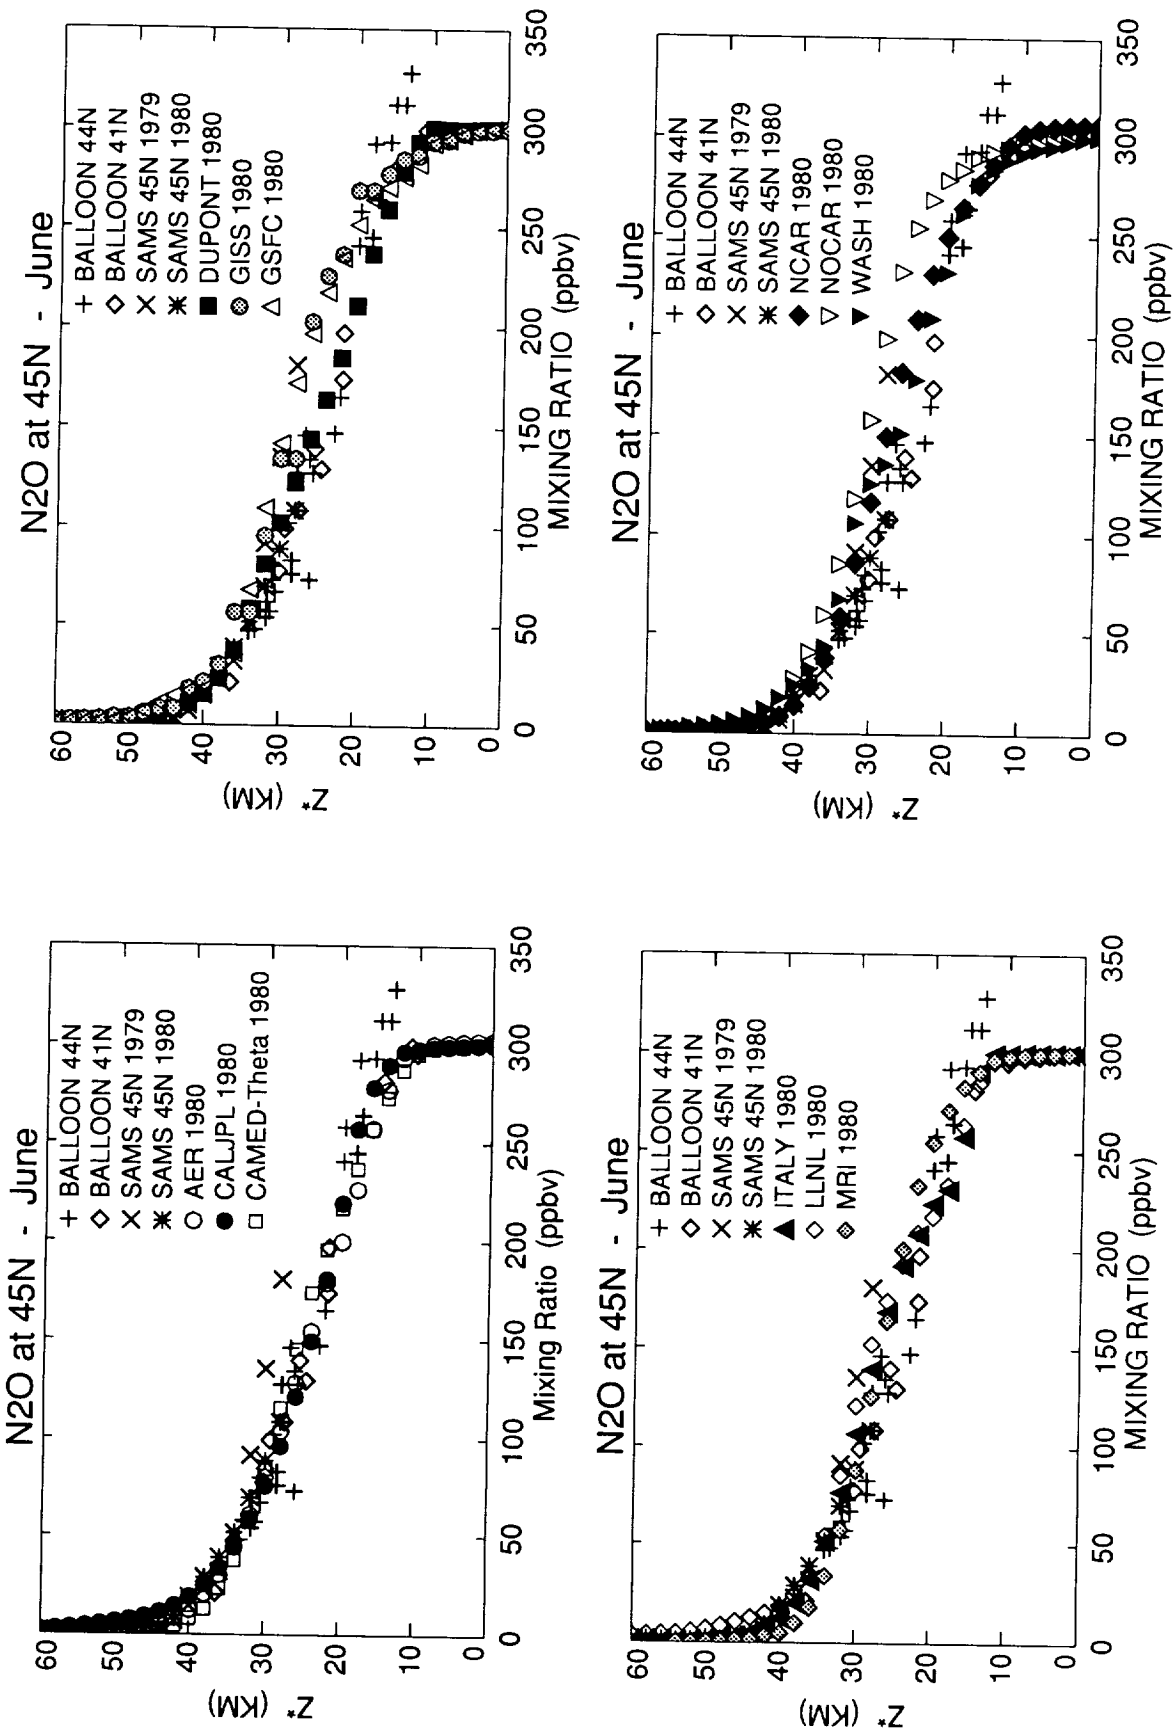 N2O at 45N - June
+ BALLOON 44N
◇ BALLOON 41N
× SAMS 45N 1979
✳ SAMS 45N 1980
○ AER 1980
● CALJPL 1980
□ CAMED-Theta 1980
60
50
40
30
20
10
0
Z* (KM)
0
50
100
150
200
250
300
350
Mixing Ratio (ppbv)
N2O at 45N - June
+ BALLOON 44N
◇ BALLOON 41N
× SAMS 45N 1979
✳ SAMS 45N 1980
■ DUPONT 1980
GISS 1980
△ GSFC 1980
60
50
40
30
20
10
0
Z* (KM)
0
50
100
150
200
250
300
350
MIXING RATIO (ppbv)
N2O at 45N - June
+ BALLOON 44N
◇ BALLOON 41N
× SAMS 45N 1979
✳ SAMS 45N 1980
▲ ITALY 1980
◇ LLNL 1980
MRI 1980
60
50
40
30
20
10
0
Z* (KM)
0
50
100
150
200
250
300
350
MIXING RATIO (ppbv)
N2O at 45N - June
+ BALLOON 44N
◇ BALLOON 41N
× SAMS 45N 1979
✳ SAMS 45N 1980
◆ NCAR 1980
▽ NOCAR 1980
▼ WASH 1980
60
50
40
30
20
10
0
Z* (KM)
0
50
100
150
200
250
300
350
MIXING RATIO (ppbv)